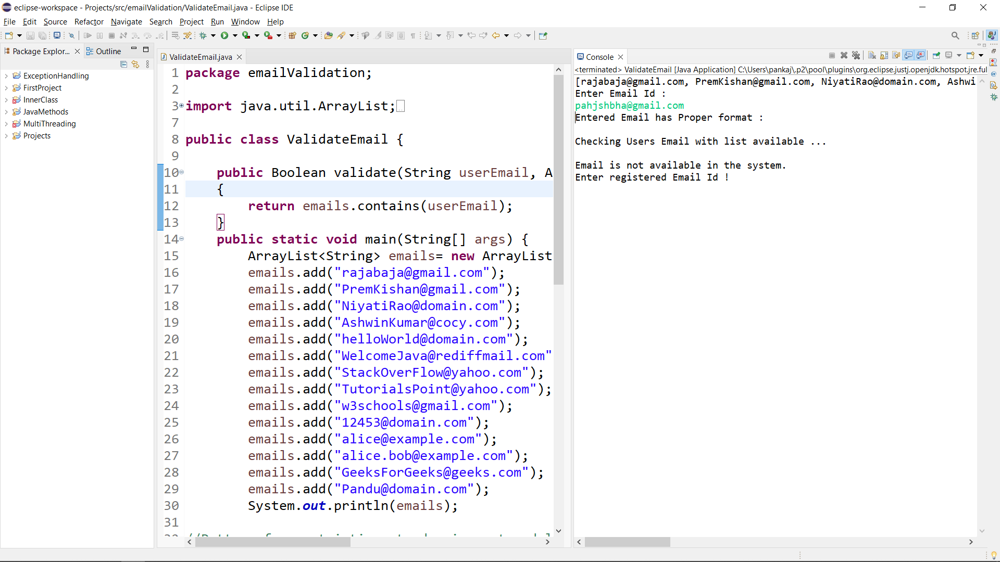 eclipse-workspace - Projects/src/emailValidation/ValidateEmail.java - Eclipse IDE
File Edit Source Refactor Navigate Search Project Run Window Help
Package Explor... Outline
ExceptionHandling
FirstProject
InnerClass
JavaMethods
MultiThreading
Projects
ValidateEmail.java
1 package emailValidation;
2
3 import java.util.ArrayList;
7
8 public class ValidateEmail {
9
10 public Boolean validate(String userEmail, A
11 {
12 return emails.contains(userEmail);
13 }
14 public static void main(String[] args) {
15 ArrayList<String> emails= new ArrayList
16 emails.add("rajabaja@gmail.com");
17 emails.add("PremKishan@gmail.com");
18 emails.add("NiyatiRao@domain.com");
19 emails.add("AshwinKumar@cocy.com");
20 emails.add("helloWorld@domain.com");
21 emails.add("WelcomeJava@rediffmail.com"
22 emails.add("StackOverFlow@yahoo.com");
23 emails.add("TutorialsPoint@yahoo.com");
24 emails.add("w3schools@gmail.com");
25 emails.add("12453@domain.com");
26 emails.add("alice@example.com");
27 emails.add("alice.bob@example.com");
28 emails.add("GeeksForGeeks@geeks.com");
29 emails.add("Pandu@domain.com");
30 System.out.println(emails);
31
Console
<terminated> ValidateEmail [Java Application] C:\Users\pankaj\.p2\pool\plugins\org.eclipse.justj.openjdk.hotspot.jre.ful
[rajabaja@gmail.com, PremKishan@gmail.com, NiyatiRao@domain.com, Ashwi
Enter Email Id :
pahjshbha@gmail.com
Entered Email has Proper format :
Checking Users Email with list available ...
Email is not available in the system.
Enter registered Email Id !